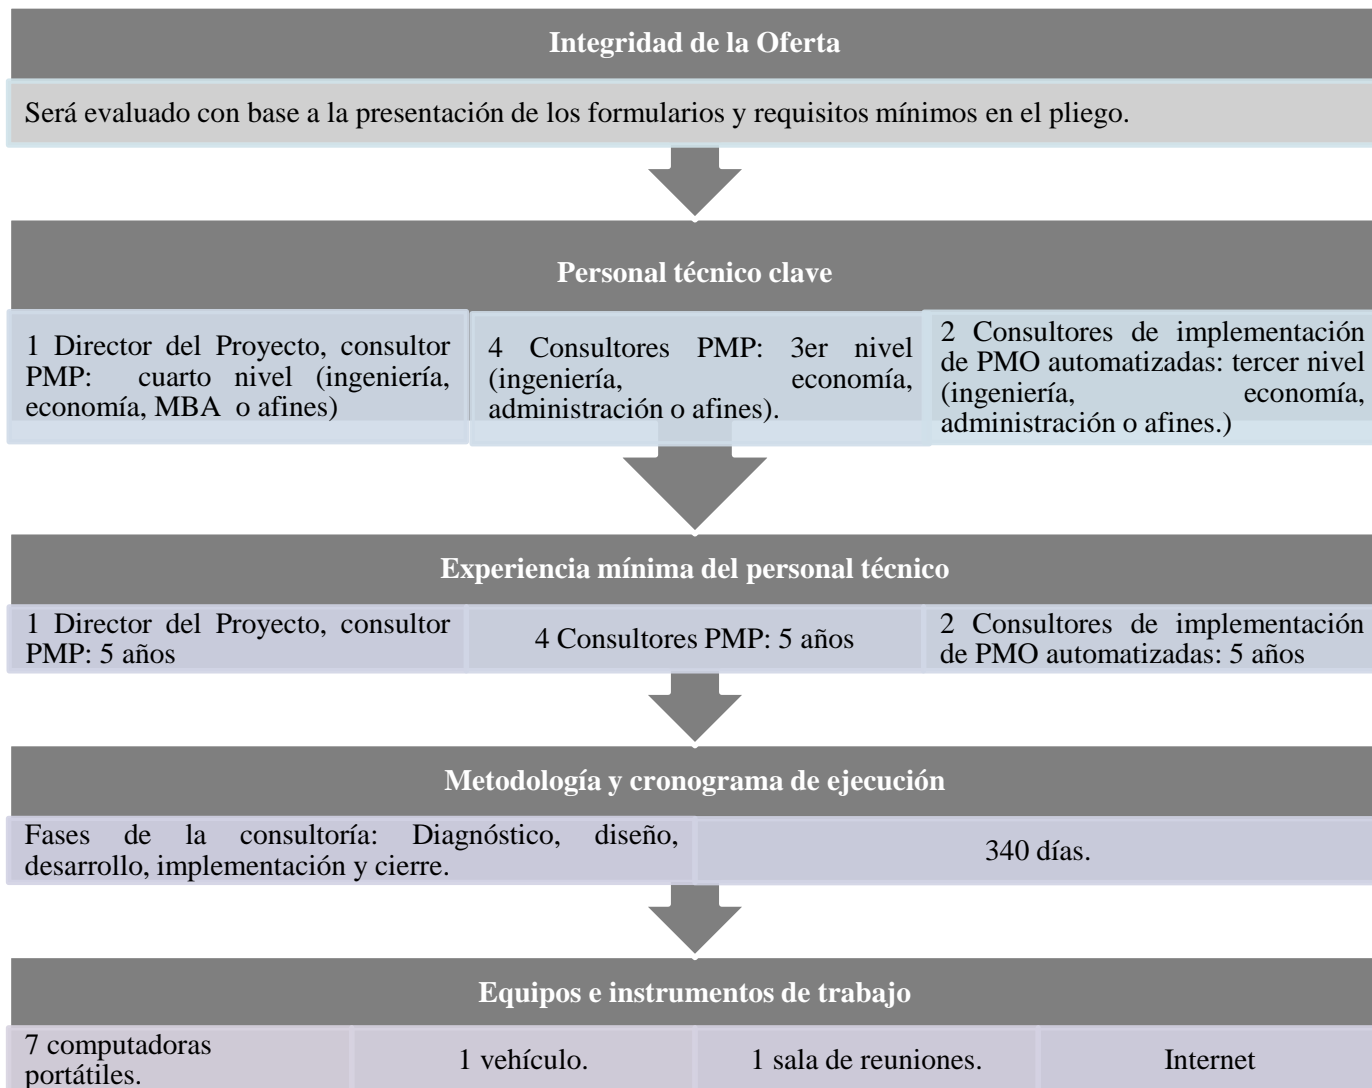 Integridad de la Oferta
Será evaluado con base a la presentación de los formularios y requisitos mínimos en el pliego.
Personal técnico clave
1 Director del Proyecto, consultor
PMP: cuarto nivel (ingeniería,
economía, MBA o afines)
4 Consultores PMP: 3er nivel
(ingeniería, economía,
administración o afines).
2 Consultores de implementación
de PMO automatizadas: tercer nivel
(ingeniería, economía,
administración o afines.)
Experiencia mínima del personal técnico
1 Director del Proyecto, consultor
PMP: 5 años
4 Consultores PMP: 5 años
2 Consultores de implementación
de PMO automatizadas: 5 años
Metodología y cronograma de ejecución
Fases de la consultoría: Diagnóstico, diseño,
desarrollo, implementación y cierre.
340 días.
Equipos e instrumentos de trabajo
7 computadoras
portátiles.
1 vehículo.
1 sala de reuniones.
Internet